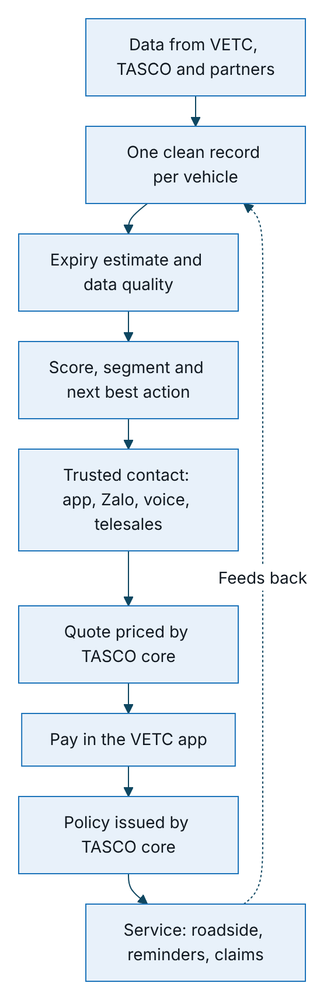 Data from VETC,
TASCO and partners
One clean record
per vehicle
Expiry estimate and
data quality
Score, segment and
next best action
Trusted contact:
app, Zalo, voice,
telesales
Feeds back
Quote priced by
TASCO core
Pay in the VETC app
Policy issued by
TASCO core
Service: roadside,
reminders, claims